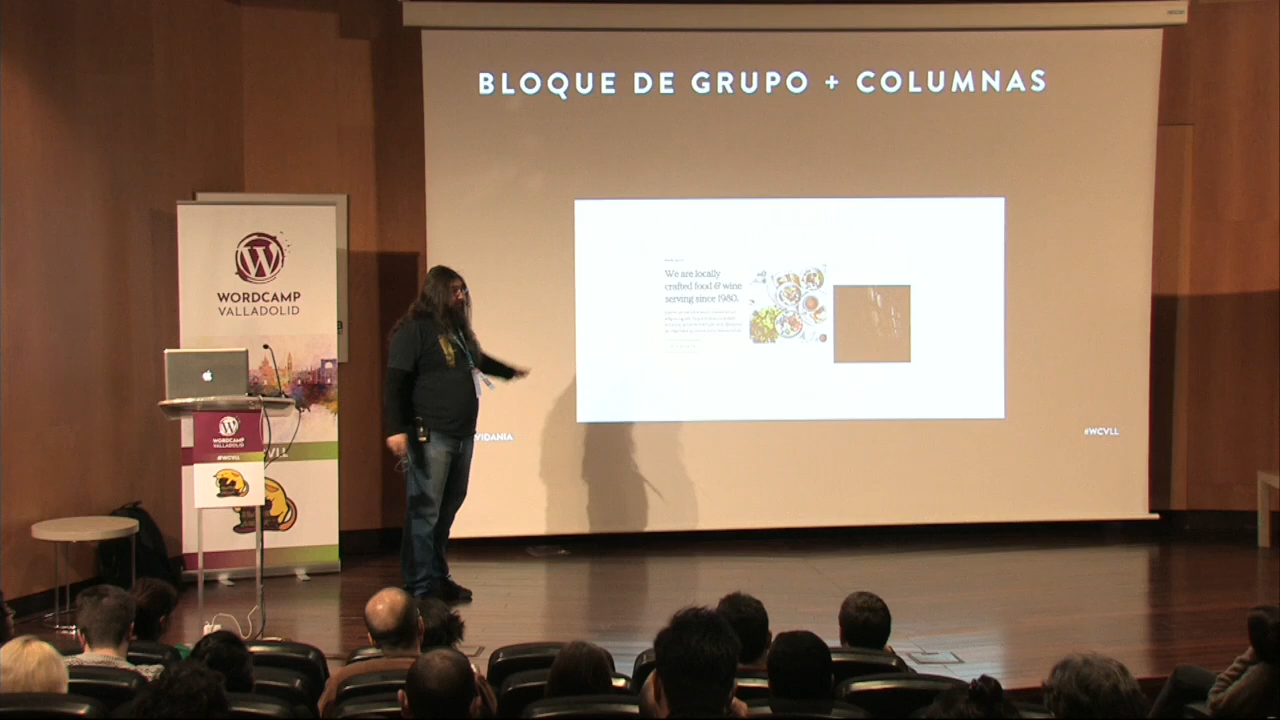 BLOQUE DE GRUPO + COLUMNAS
WORDCAMP
VALLADOLID
We are locally
crafted food & wine
serving since 1980.
WORDCAMP
VALLADOLID
#WCVLL
VIDANIA
#WCVLL